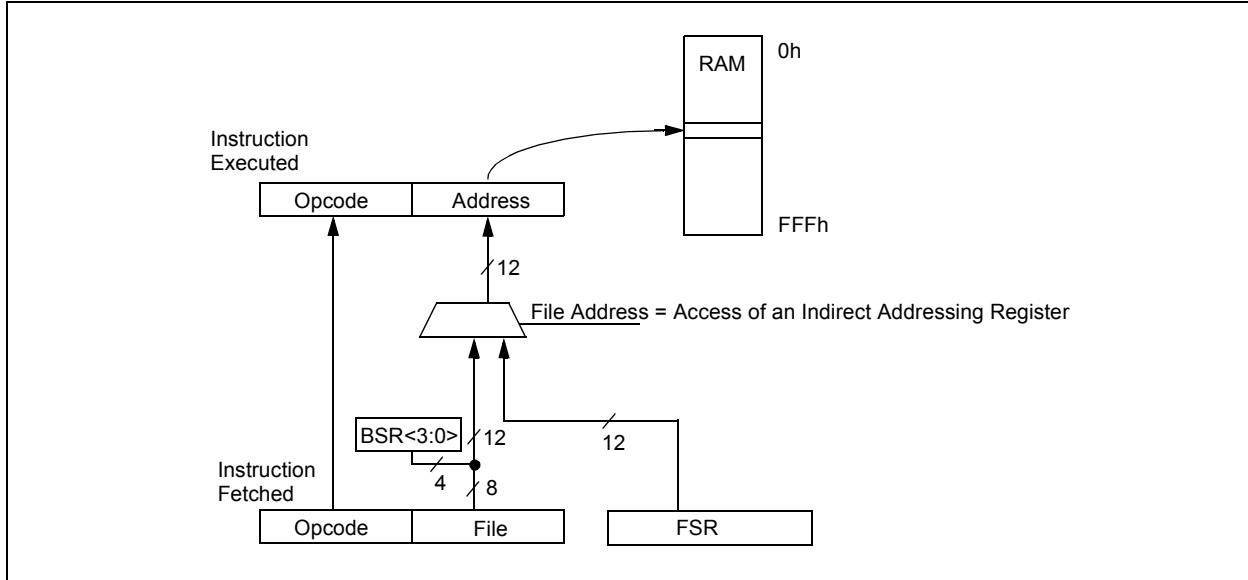 RAM
0h
Instruction
Executed
Opcode
Address
FFFh
12
File Address = Access of an Indirect Addressing Register
BSR<3:0>
12
12
4
8
Instruction
Fetched
Opcode
File
FSR